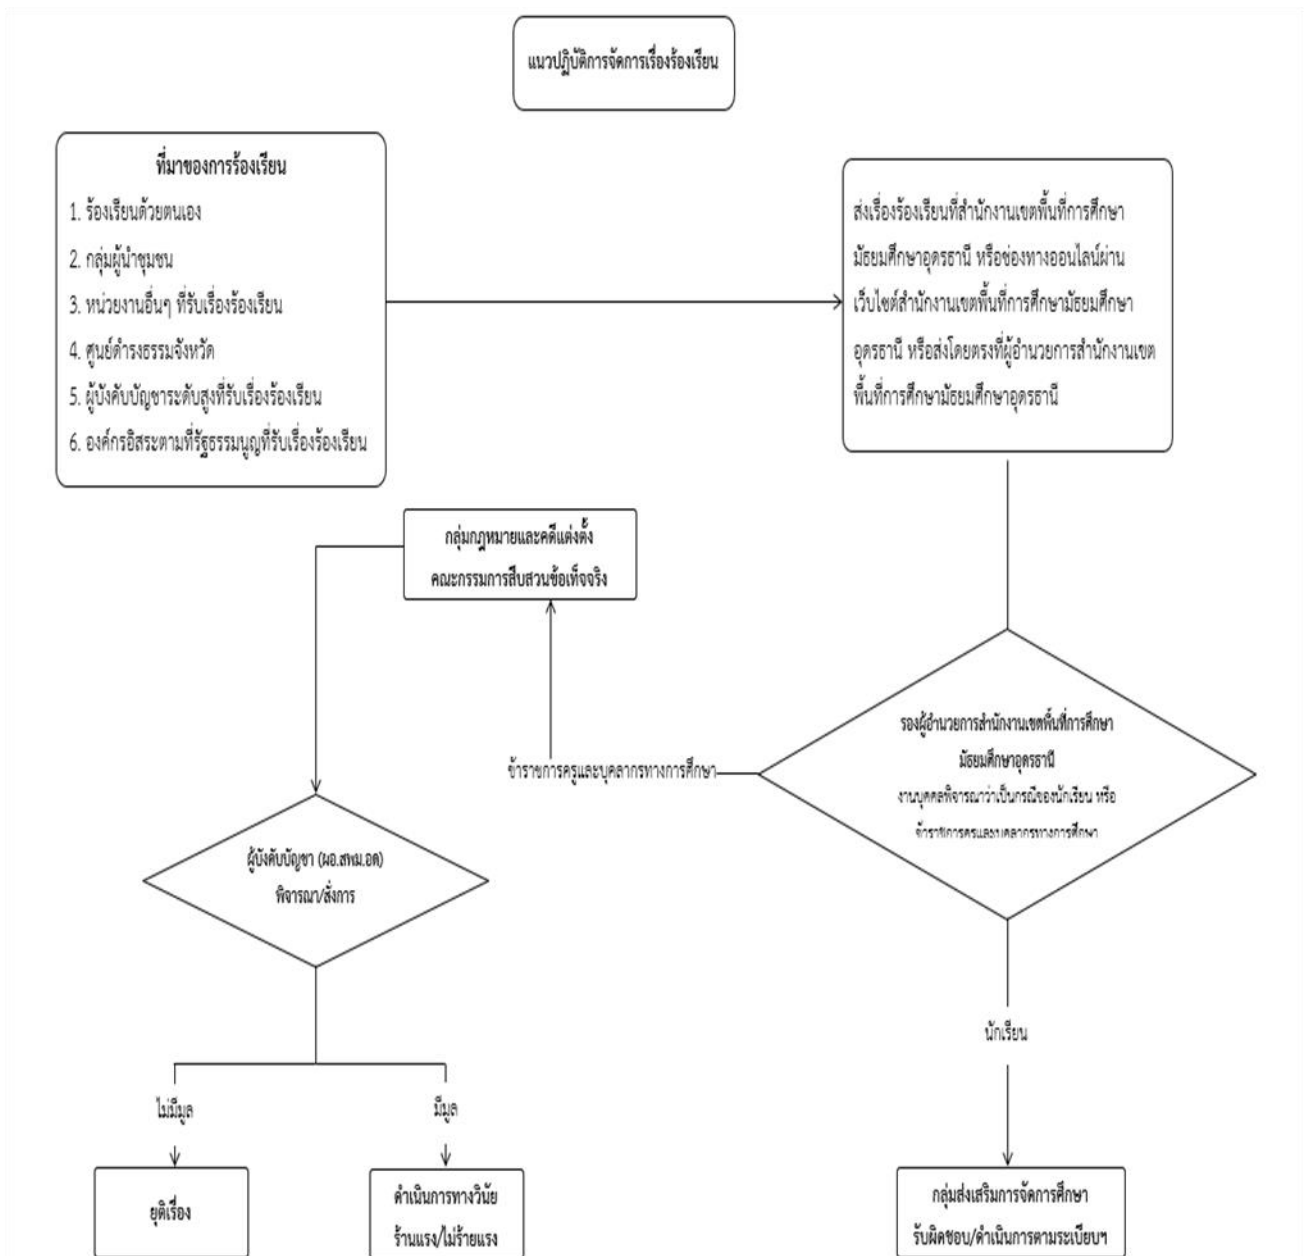 แนวปฏิบัติการจัดการเรื่องร้องเรียน
ที่มาของการร้องเรียน
1. ร้องเรียนด้วยตนเอง
2. กลุ่มผู้นำชุมชน
3. หน่วยงานอื่นๆ ที่รับเรื่องร้องเรียน
4. ศูนย์ดำรงธรรมจังหวัด
5. ผู้บังคับบัญชาระดับสูงที่รับเรื่องร้องเรียน
6. องค์กรอิสระตามที่รัฐธรรมนูญที่รับเรื่องร้องเรียน
ส่งเรื่องร้องเรียนที่สำนักงานเขตพื้นที่การศึกษา
มัธยมศึกษาอุดรธานี หรือช่องทางออนไลน์ผ่าน
เว็บไซต์สำนักงานเขตพื้นที่การศึกษามัธยมศึกษา
อุดรธานี หรือส่งโดยตรงที่ผู้อำนวยการสำนักงานเขต
พื้นที่การศึกษามัธยมศึกษาอุดรธานี
กลุ่มกฎหมายและคดีแต่งตั้ง
คณะกรรมการสืบสวนข้อเท็จจริง
รองผู้อำนวยการสำนักงานเขตพื้นที่การศึกษา
มัธยมศึกษาอุดรธานี
งานบุคคลพิจารณาว่าเป็นกรณีของนักเรียน หรือ
ข้าราชการครูและบุคลากรทางการศึกษา
ข้าราชการครูและบุคลากรทางการศึกษา
ผู้บังคับบัญชา (ผอ.สพม.อด)
พิจารณา/สั่งการ
นักเรียน
ไม่มีมูล
มีมูล
ยุติเรื่อง
ดำเนินการทางวินัย
ร้านแรง/ไม่ร้ายแรง
กลุ่มส่งเสริมการจัดการศึกษา
รับผิดชอบ/ดำเนินการตามระเบียบฯ